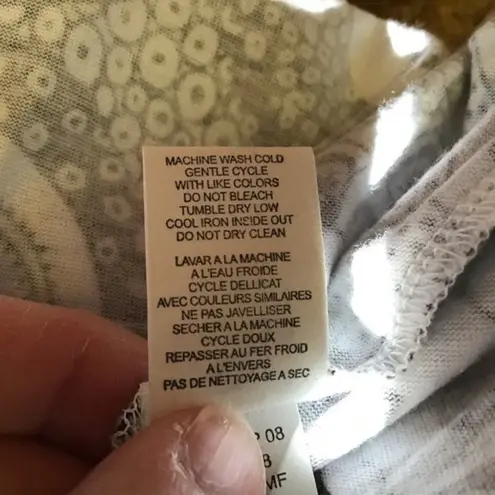 MACHINE WASH COLD
GENTLE CYCLE
WITH LIKE COLORS
DO NOT BLEACH
TUMBLE DRY LOW
COOL IRON INSIDE OUT
DO NOT DRY CLEAN
LAVAR A LA MACHINE
A L'EAU FROIDE
CYCLE DELLICAT
AVEC COULEURS SIMILAIRES
NE PAS JAVELLISER
SECHER A LA MACHINE
CYCLE DOUX
REPASSER AU FER FROID
A L'ENVERS
PAS DE NETTOYAGE A SEC
08